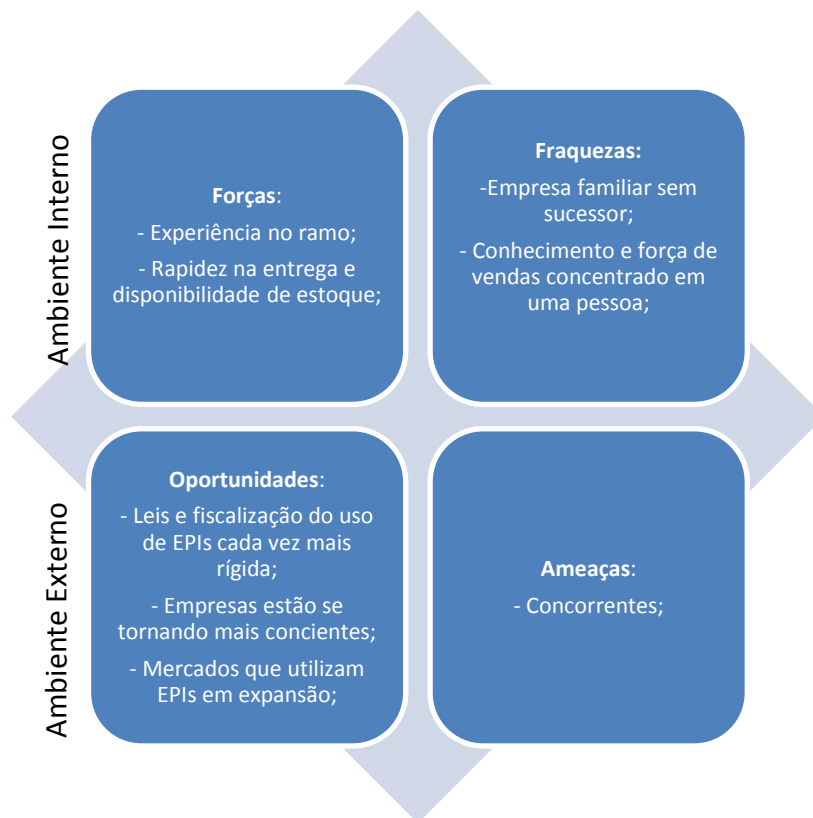 Ambiente Interno
Forças:
- Experiência no ramo;
- Rapidez na entrega e
disponibilidade de estoque;
Fraquezas:
-Empresa familiar sem
sucessor;
- Conhecimento e força de
vendas concentrado em
uma pessoa;
Ambiente Externo
Oportunidades:
- Leis e fiscalização do uso
de EPIs cada vez mais
rígida;
- Empresas estão se
tornando mais concientes;
- Mercados que utilizam
EPIs em expansão;
Ameaças:
- Concorrentes;